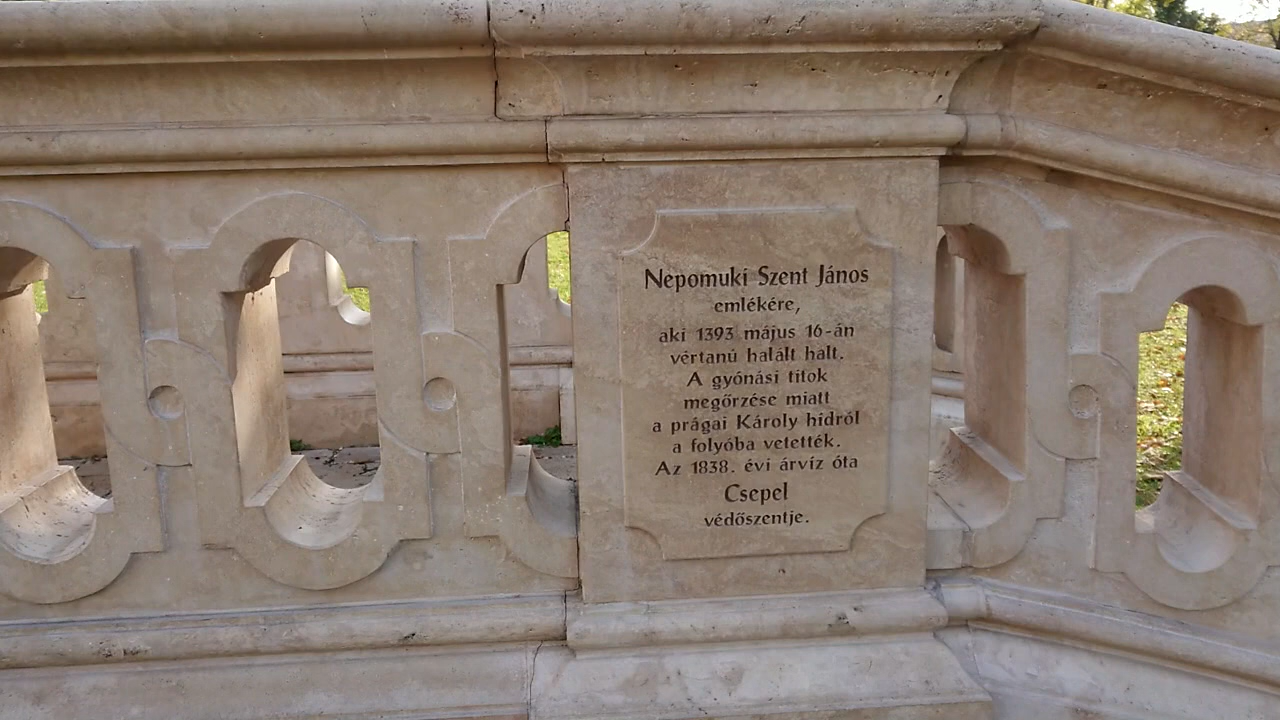 Nepomuki Szent János
emlékére,
aki 1393 május 16-án
vértanú halált halt.
A gyónási titok
megőrzése miatt
a prágai Károly hídról
a folyóba vetették.
Az 1838. évi árvíz óta
Csepel
védőszentje.